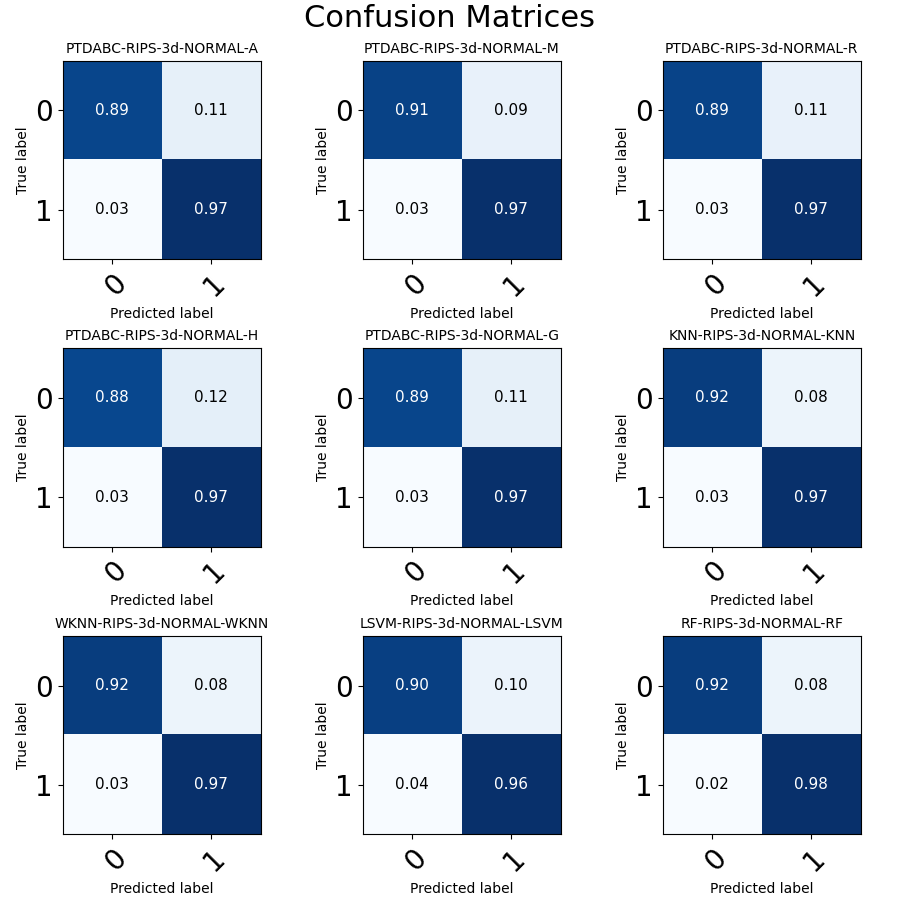 Confusion Matrices
PTDABC-RIPS-3d-NORMAL-A
0 0.89 0.11
True label
1 0.03 0.97
0 1
Predicted label
PTDABC-RIPS-3d-NORMAL-M
0 0.91 0.09
True label
1 0.03 0.97
0 1
Predicted label
PTDABC-RIPS-3d-NORMAL-R
0 0.89 0.11
True label
1 0.03 0.97
0 1
Predicted label
PTDABC-RIPS-3d-NORMAL-H
0 0.88 0.12
True label
1 0.03 0.97
0 1
Predicted label
PTDABC-RIPS-3d-NORMAL-G
0 0.89 0.11
True label
1 0.03 0.97
0 1
Predicted label
KNN-RIPS-3d-NORMAL-KNN
0 0.92 0.08
True label
1 0.03 0.97
0 1
Predicted label
WKNN-RIPS-3d-NORMAL-WKNN
0 0.92 0.08
True label
1 0.03 0.97
0 1
Predicted label
LSVM-RIPS-3d-NORMAL-LSVM
0 0.90 0.10
True label
1 0.04 0.96
0 1
Predicted label
RF-RIPS-3d-NORMAL-RF
0 0.92 0.08
True label
1 0.02 0.98
0 1
Predicted label